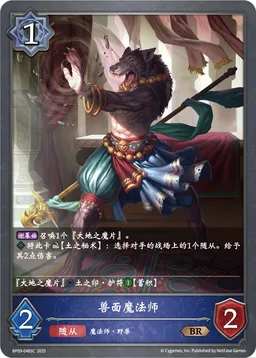 1
谢幕曲 召唤1个『大地之魔片』。
将此卡 【土之秘术】：选择对手的战场上的1个随从。给予
其2点伤害。
『大地之魔片』·土之印·护符 1 【蓄积】
兽面魔法师
2
随从 魔法师·野兽 BR
2
BP09-048SC 2025
© Cygames, Inc. Published by NetEase Games